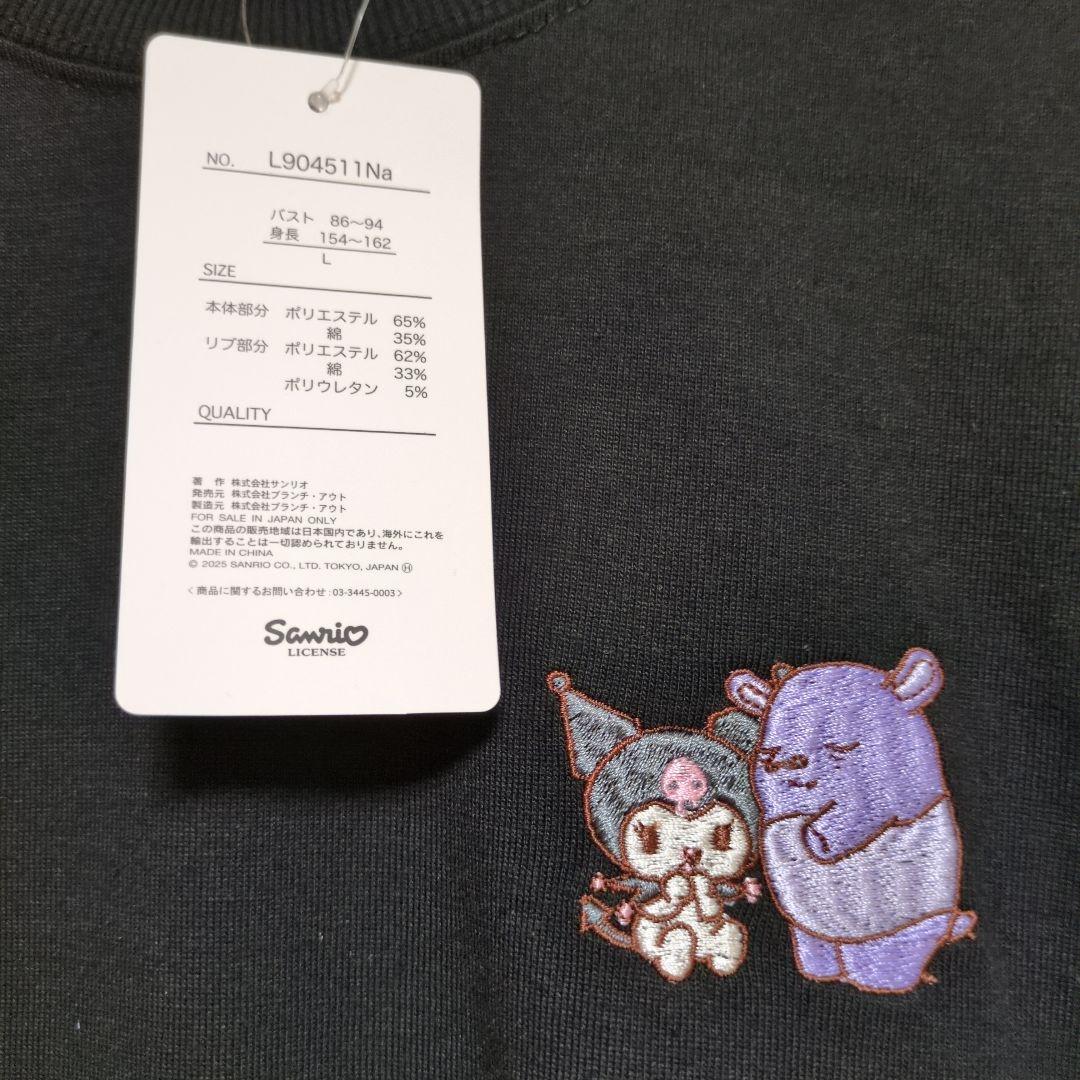 NO. L904511Na
バスト 86～94
身長 154～162
L
SIZE
本体部分 ポリエステル 65%
綿 35%
リブ部分 ポリエステル 62%
綿 33%
ポリウレタン 5%
QUALITY
著 作 株式会社サンリオ
発売元 株式会社ブランチ・アウト
製造元 株式会社ブランチ・アウト
FOR SALE IN JAPAN ONLY
この商品の販売地域は日本国内であり、海外にこれを
輸出することは一切認められておりません。
MADE IN CHINA
© 2025 SANRIO CO., LTD. TOKYO, JAPAN Ⓗ
〈商品に関するお問い合わせ：03-3445-0003〉
Sanrio
LICENSE